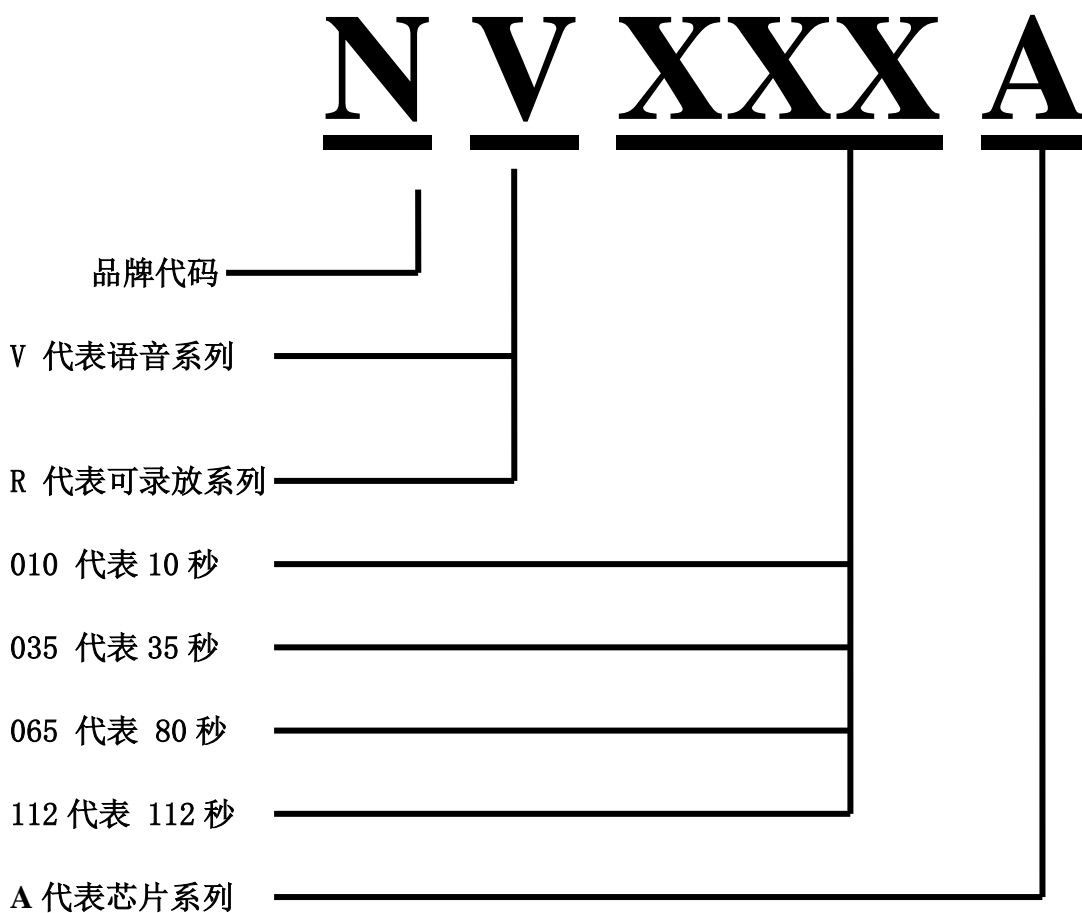 N V XXX A
品牌代码
V 代表语音系列
R 代表可录放系列
010 代表 10 秒
035 代表 35 秒
065 代表 80 秒
112 代表 112 秒
A 代表芯片系列